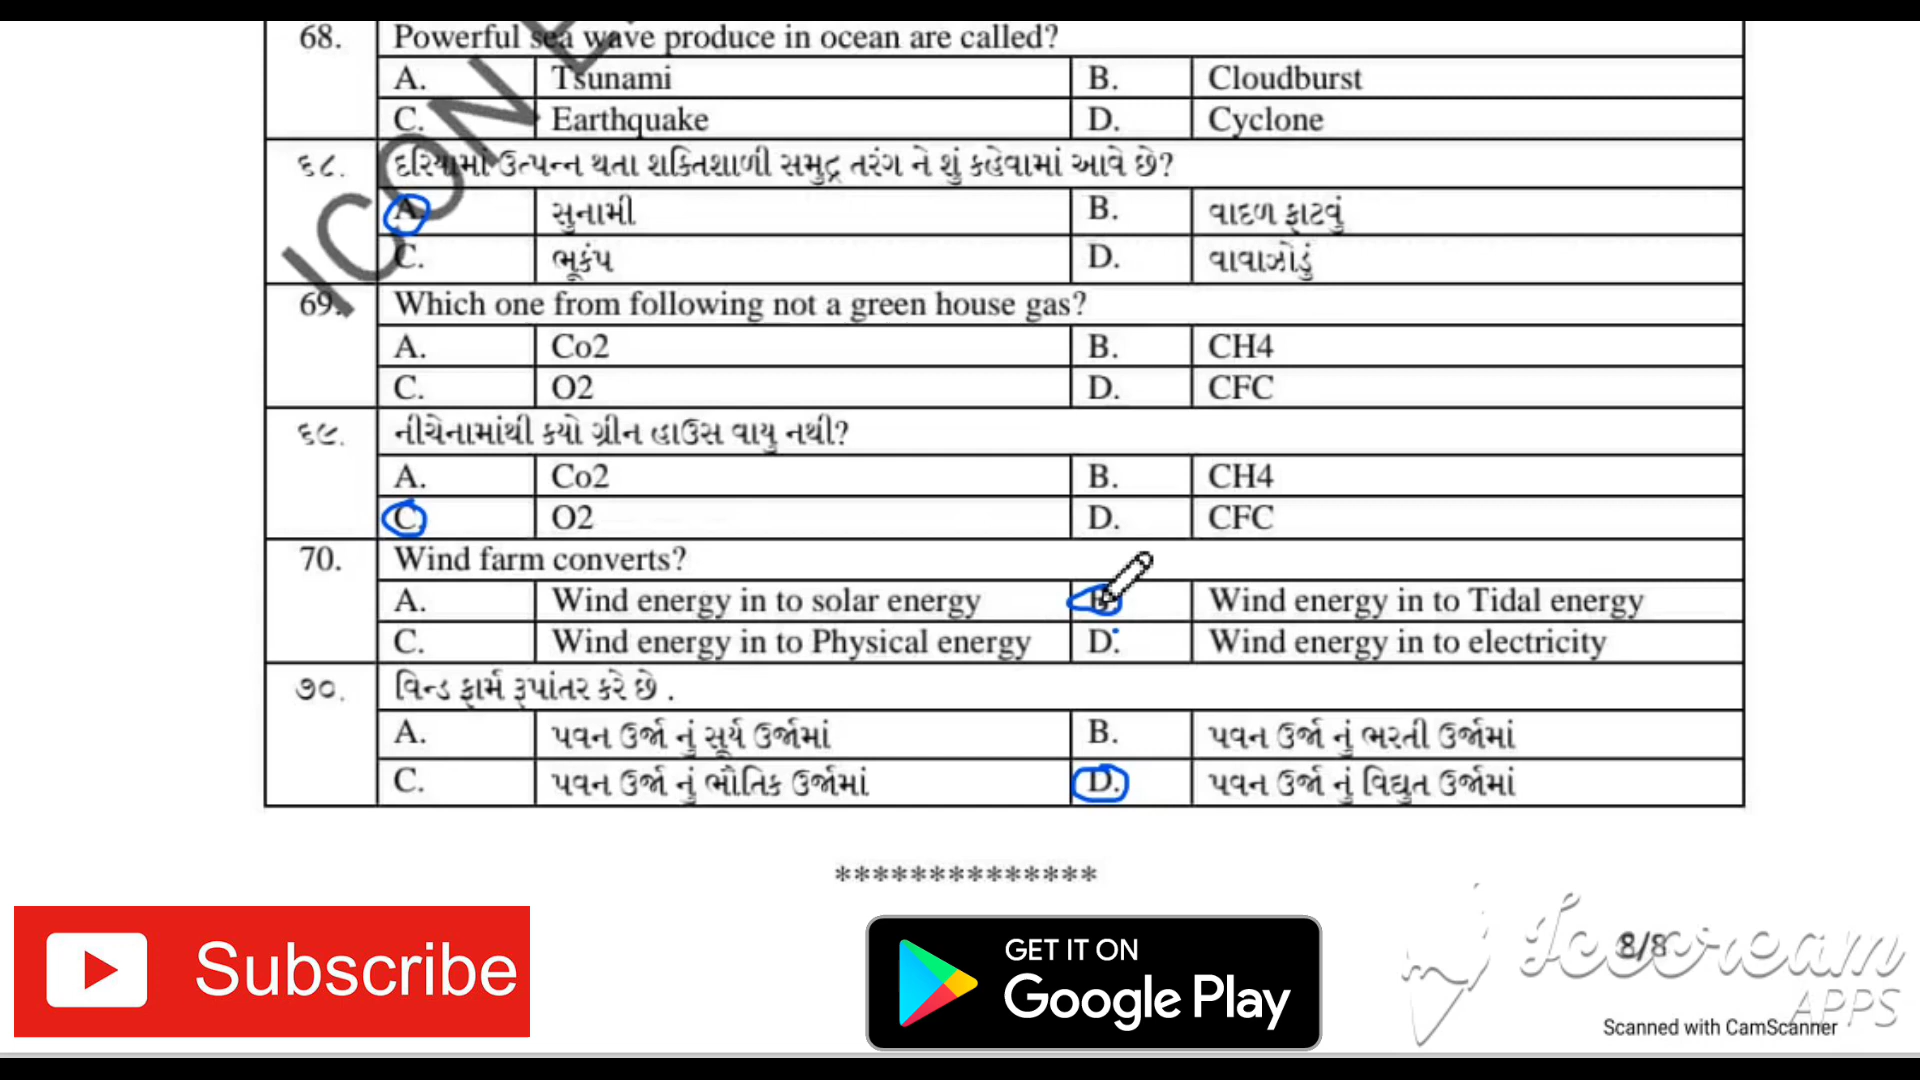 68. Powerful sea wave produce in ocean are called?
A. Tsunami B. Cloudburst
C. Earthquake D. Cyclone
૬૮. દરિયામાં ઉત્પન્ન થતા શક્તિશાળી સમુદ્ર તરંગ ને શું કહેવામાં આવે છે?
A. સુનામી B. વાદળ ફાટવું
C. ભૂકંપ D. વાવાઝોડું
69. Which one from following not a green house gas?
A. Co2 B. CH4
C. O2 D. CFC
૬૯. નીચેનામાંથી કયો ગ્રીન હાઉસ વાયુ નથી?
A. Co2 B. CH4
C. O2 D. CFC
70. Wind farm converts?
A. Wind energy in to solar energy B. Wind energy in to Tidal energy
C. Wind energy in to Physical energy D. Wind energy in to electricity
૭૦. વિન્ડ ફાર્મ રૂપાંતર કરે છે .
A. પવન ઉર્જા નું સૂર્ય ઉર્જામાં B. પવન ઉર્જા નું ભરતી ઉર્જામાં
C. પવન ઉર્જા નું ભૌતિક ઉર્જામાં D. પવન ઉર્જા નું વિદ્યુત ઉર્જામાં
**************
ICON
Subscribe
GET IT ON
Google Play
8/8
Icecream
APPS
Scanned with CamScanner